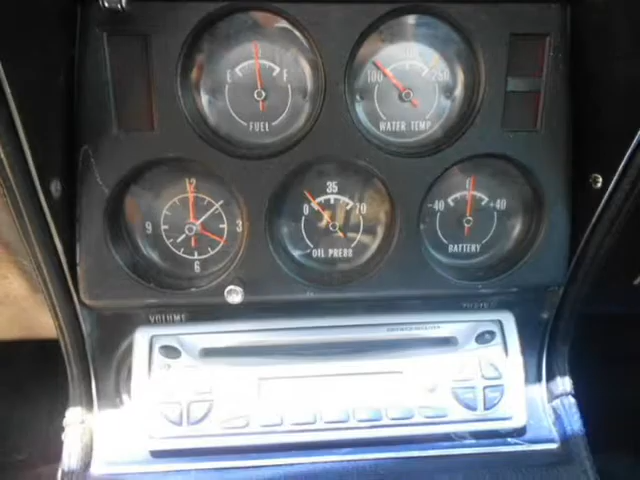 E F
FUEL
100 250
WATER TEMP
12
9 3
6
35
0 70
OIL PRESS
-40 +40
BATTERY
VOLUME